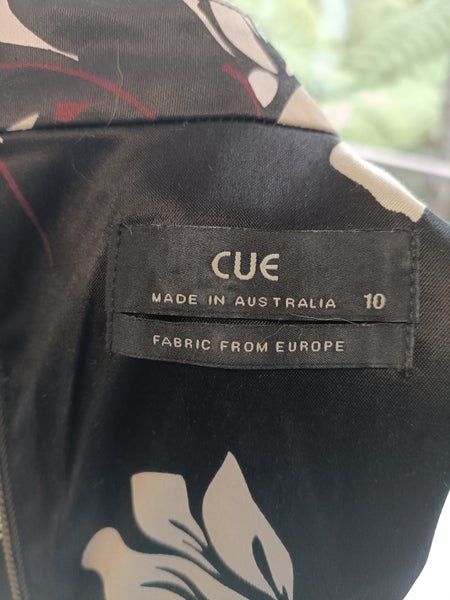 CUE
MADE IN AUSTRALIA 10
FABRIC FROM EUROPE